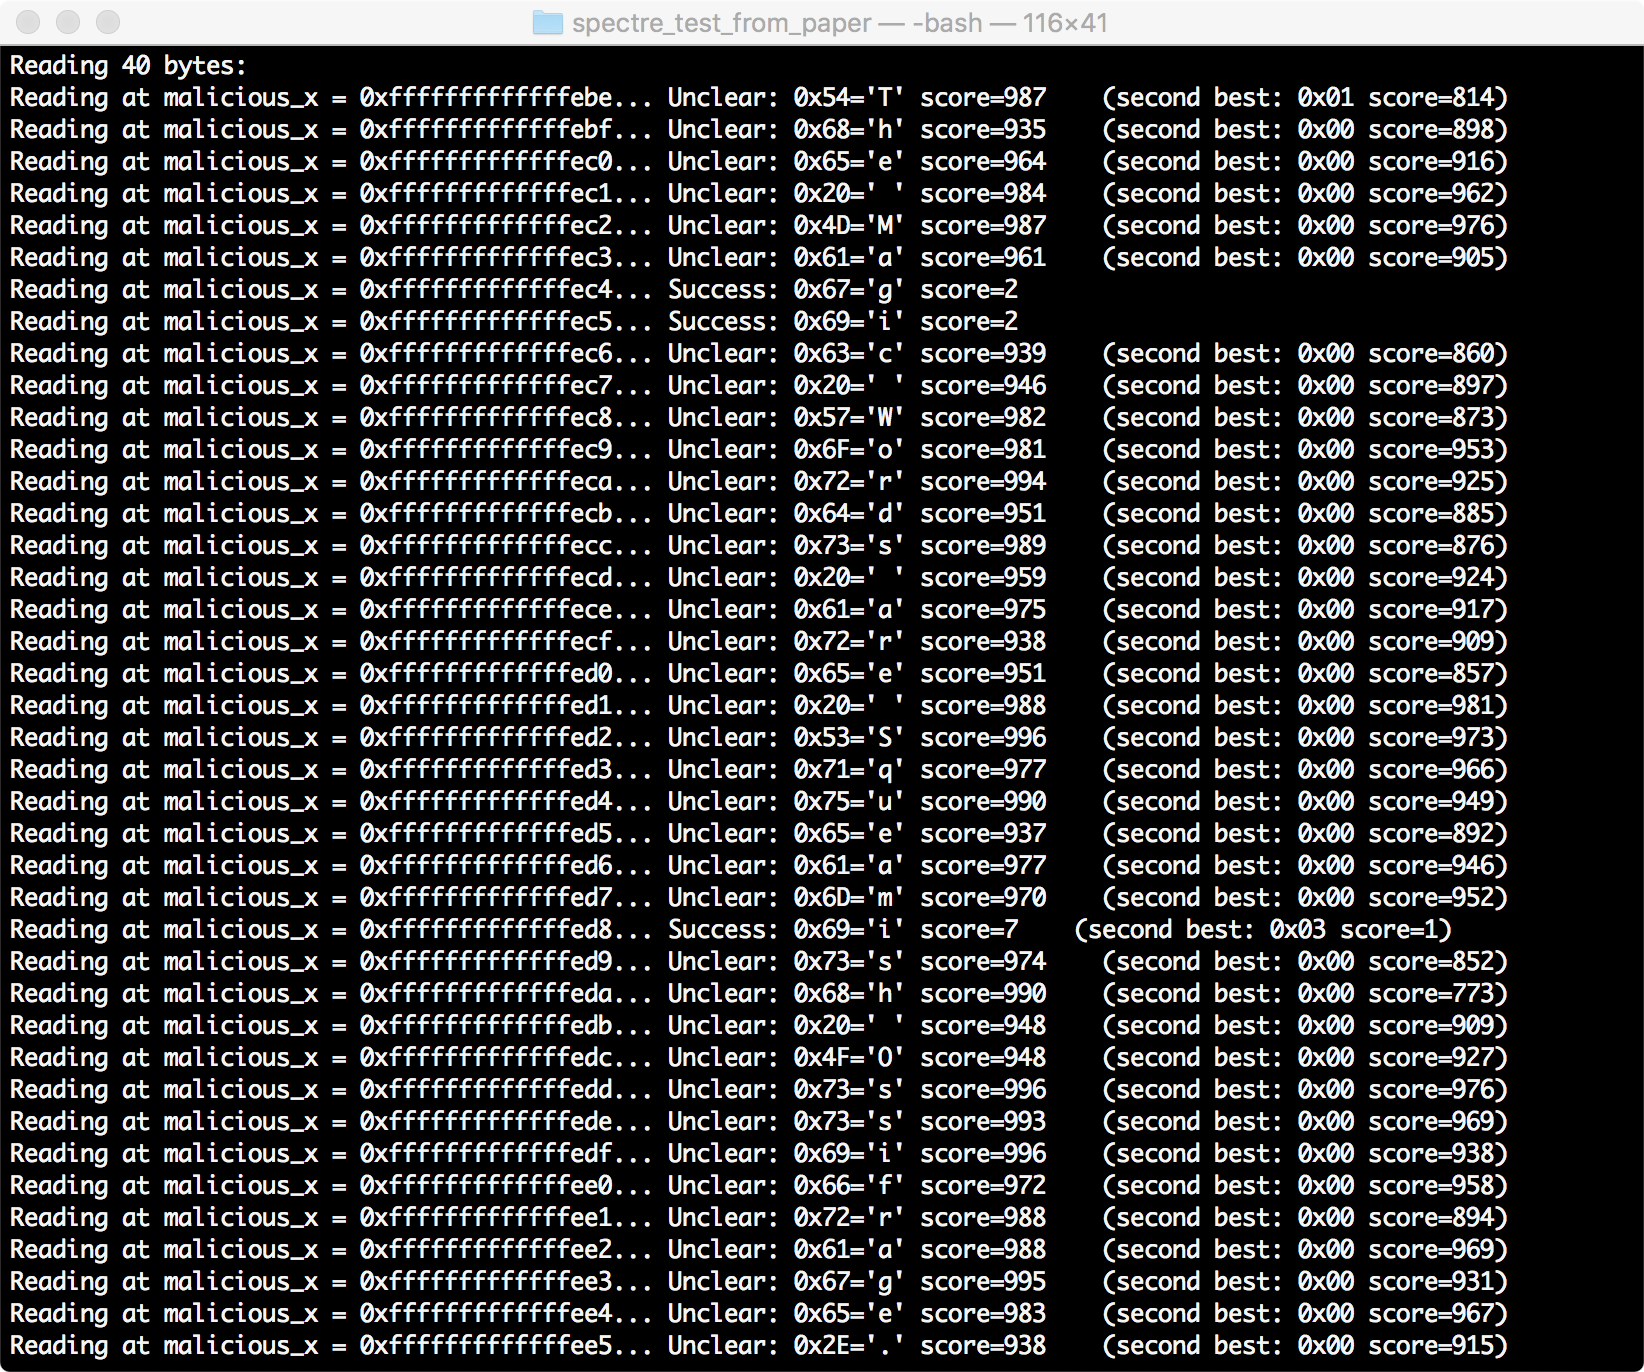 spectre_test_from_paper — -bash — 116×41
Reading 40 bytes:
Reading at malicious_x = 0xfffffffffffffebe... Unclear: 0x54='T' score=987    (second best: 0x01 score=814)
Reading at malicious_x = 0xfffffffffffffebf... Unclear: 0x68='h' score=935    (second best: 0x00 score=898)
Reading at malicious_x = 0xfffffffffffffec0... Unclear: 0x65='e' score=964    (second best: 0x00 score=916)
Reading at malicious_x = 0xfffffffffffffec1... Unclear: 0x20=' ' score=984    (second best: 0x00 score=962)
Reading at malicious_x = 0xfffffffffffffec2... Unclear: 0x4D='M' score=987    (second best: 0x00 score=976)
Reading at malicious_x = 0xfffffffffffffec3... Unclear: 0x61='a' score=961    (second best: 0x00 score=905)
Reading at malicious_x = 0xfffffffffffffec4... Success: 0x67='g' score=2
Reading at malicious_x = 0xfffffffffffffec5... Success: 0x69='i' score=2
Reading at malicious_x = 0xfffffffffffffec6... Unclear: 0x63='c' score=939    (second best: 0x00 score=860)
Reading at malicious_x = 0xfffffffffffffec7... Unclear: 0x20=' ' score=946    (second best: 0x00 score=897)
Reading at malicious_x = 0xfffffffffffffec8... Unclear: 0x57='W' score=982    (second best: 0x00 score=873)
Reading at malicious_x = 0xfffffffffffffec9... Unclear: 0x6F='o' score=981    (second best: 0x00 score=953)
Reading at malicious_x = 0xfffffffffffffeca... Unclear: 0x72='r' score=994    (second best: 0x00 score=925)
Reading at malicious_x = 0xfffffffffffffecb... Unclear: 0x64='d' score=951    (second best: 0x00 score=885)
Reading at malicious_x = 0xfffffffffffffecc... Unclear: 0x73='s' score=989    (second best: 0x00 score=876)
Reading at malicious_x = 0xfffffffffffffecd... Unclear: 0x20=' ' score=959    (second best: 0x00 score=924)
Reading at malicious_x = 0xfffffffffffffece... Unclear: 0x61='a' score=975    (second best: 0x00 score=917)
Reading at malicious_x = 0xfffffffffffffecf... Unclear: 0x72='r' score=938    (second best: 0x00 score=909)
Reading at malicious_x = 0xfffffffffffffed0... Unclear: 0x65='e' score=951    (second best: 0x00 score=857)
Reading at malicious_x = 0xfffffffffffffed1... Unclear: 0x20=' ' score=988    (second best: 0x00 score=981)
Reading at malicious_x = 0xfffffffffffffed2... Unclear: 0x53='S' score=996    (second best: 0x00 score=973)
Reading at malicious_x = 0xfffffffffffffed3... Unclear: 0x71='q' score=977    (second best: 0x00 score=966)
Reading at malicious_x = 0xfffffffffffffed4... Unclear: 0x75='u' score=990    (second best: 0x00 score=949)
Reading at malicious_x = 0xfffffffffffffed5... Unclear: 0x65='e' score=937    (second best: 0x00 score=892)
Reading at malicious_x = 0xfffffffffffffed6... Unclear: 0x61='a' score=977    (second best: 0x00 score=946)
Reading at malicious_x = 0xfffffffffffffed7... Unclear: 0x6D='m' score=970    (second best: 0x00 score=952)
Reading at malicious_x = 0xfffffffffffffed8... Success: 0x69='i' score=7    (second best: 0x03 score=1)
Reading at malicious_x = 0xfffffffffffffed9... Unclear: 0x73='s' score=974    (second best: 0x00 score=852)
Reading at malicious_x = 0xfffffffffffffeda... Unclear: 0x68='h' score=990    (second best: 0x00 score=773)
Reading at malicious_x = 0xfffffffffffffedb... Unclear: 0x20=' ' score=948    (second best: 0x00 score=909)
Reading at malicious_x = 0xfffffffffffffedc... Unclear: 0x4F='O' score=948    (second best: 0x00 score=927)
Reading at malicious_x = 0xfffffffffffffedd... Unclear: 0x73='s' score=996    (second best: 0x00 score=976)
Reading at malicious_x = 0xfffffffffffffede... Unclear: 0x73='s' score=993    (second best: 0x00 score=969)
Reading at malicious_x = 0xfffffffffffffedf... Unclear: 0x69='i' score=996    (second best: 0x00 score=938)
Reading at malicious_x = 0xfffffffffffffee0... Unclear: 0x66='f' score=972    (second best: 0x00 score=958)
Reading at malicious_x = 0xfffffffffffffee1... Unclear: 0x72='r' score=988    (second best: 0x00 score=894)
Reading at malicious_x = 0xfffffffffffffee2... Unclear: 0x61='a' score=988    (second best: 0x00 score=969)
Reading at malicious_x = 0xfffffffffffffee3... Unclear: 0x67='g' score=995    (second best: 0x00 score=931)
Reading at malicious_x = 0xfffffffffffffee4... Unclear: 0x65='e' score=983    (second best: 0x00 score=967)
Reading at malicious_x = 0xfffffffffffffee5... Unclear: 0x2E='.' score=938    (second best: 0x00 score=915)